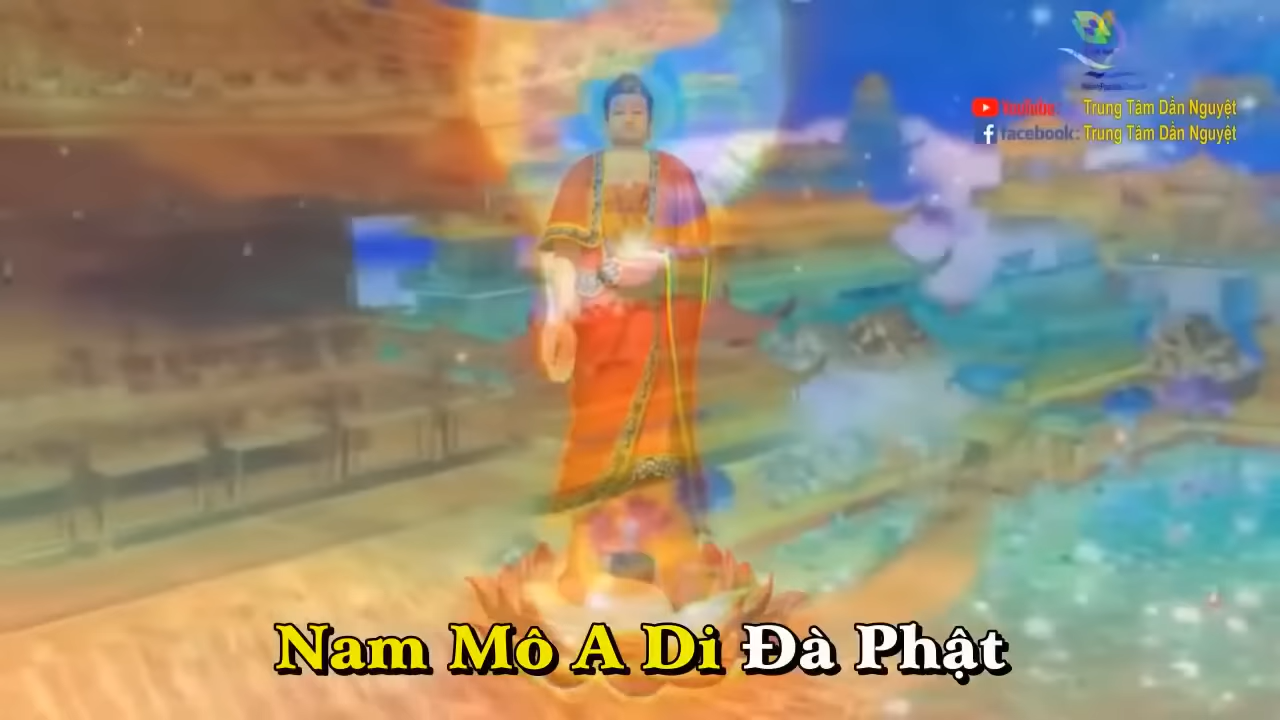 YouTube: Trung Tâm Dẫn Nguyệt
facebook: Trung Tâm Dẫn Nguyệt
Nam Mô A Di Đà Phật